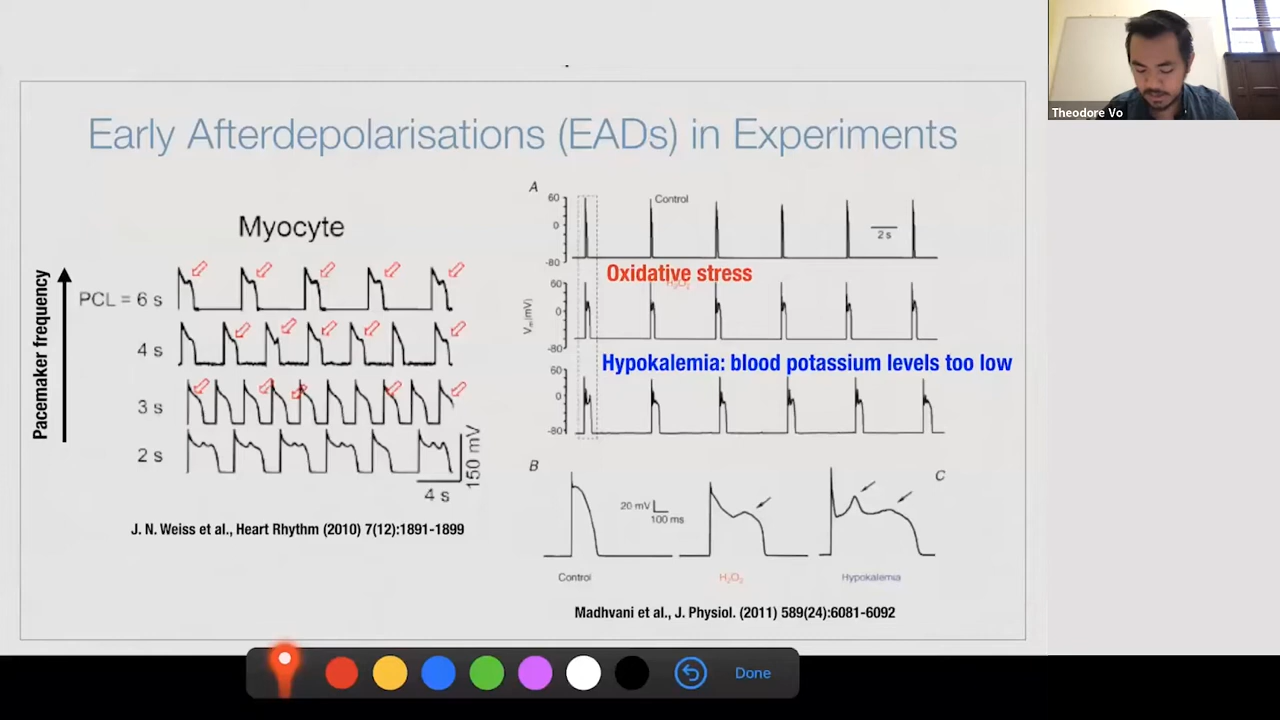 Theodore Vo
Early Afterdepolarisations (EADs) in Experiments
Myocyte
Pacemaker frequency
PCL = 6 s
4 s
3 s
2 s
150 mV
4 s
J. N. Weiss et al., Heart Rhythm (2010) 7(12):1891-1899
A
60
0
-80
Control
2 s
Oxidative stress
H₂O₂
60
0
-80
Vm(mV)
Hypokalemia: blood potassium levels too low
60
0
-80
B
20 mV
100 ms
C
Control
H₂O₂
Hypokalemia
Madhvani et al., J. Physiol. (2011) 589(24):6081-6092
Done